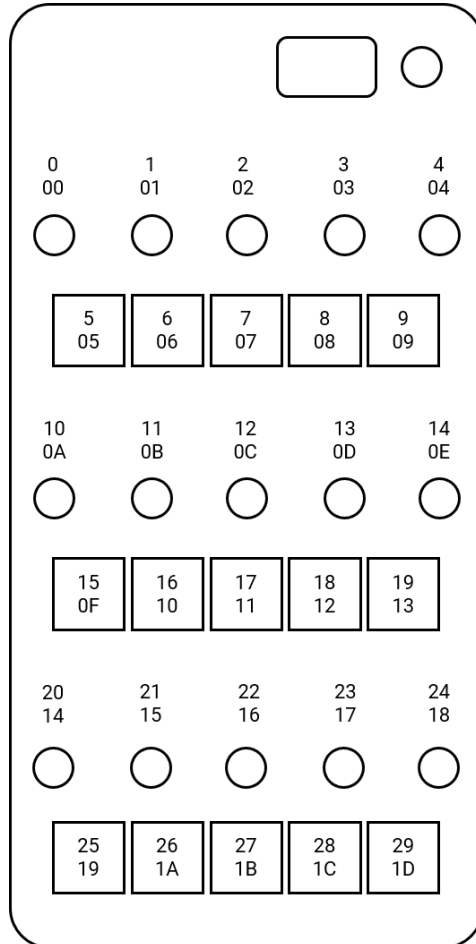 0 1 2 3 4
00 01 02 03 04
5 6 7 8 9
05 06 07 08 09
10 11 12 13 14
0A 0B 0C 0D 0E
15 16 17 18 19
0F 10 11 12 13
20 21 22 23 24
14 15 16 17 18
25 26 27 28 29
19 1A 1B 1C 1D